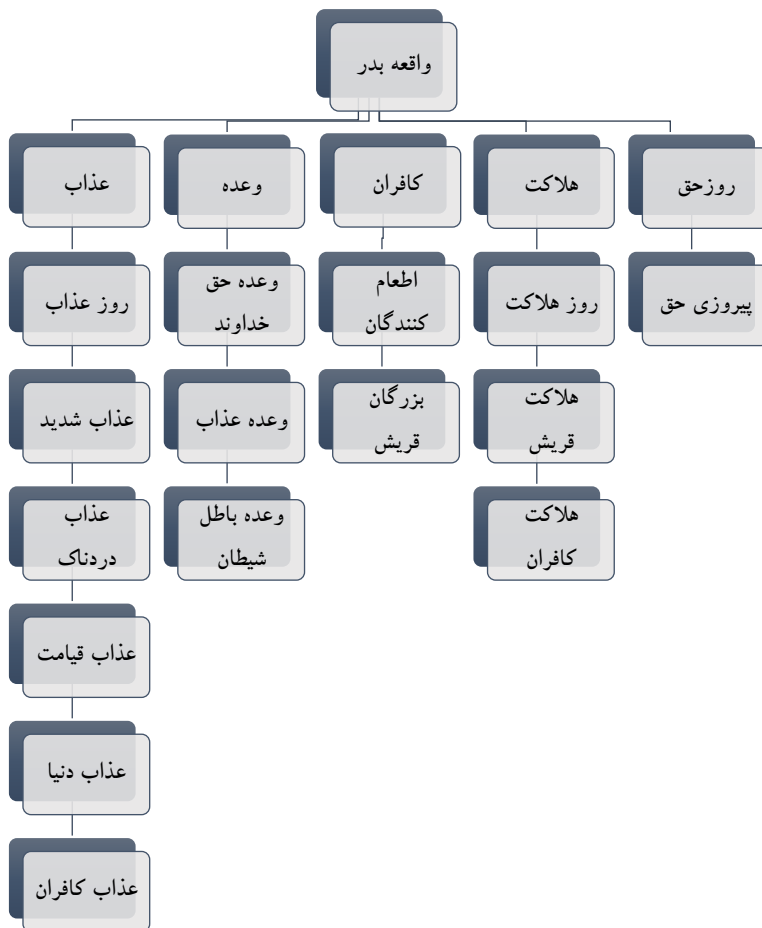 واقعه بدر
روزحق
هلاکت
کافران
وعده
عذاب
پیروزی حق
روز هلاکت
اطعام
کنندگان
وعده حق
خداوند
روز عذاب
هلاکت
قریش
بزرگان
قریش
وعده عذاب
عذاب شدید
هلاکت
کافران
وعده باطل
شیطان
عذاب
دردناک
عذاب قیامت
عذاب دنیا
عذاب کافران